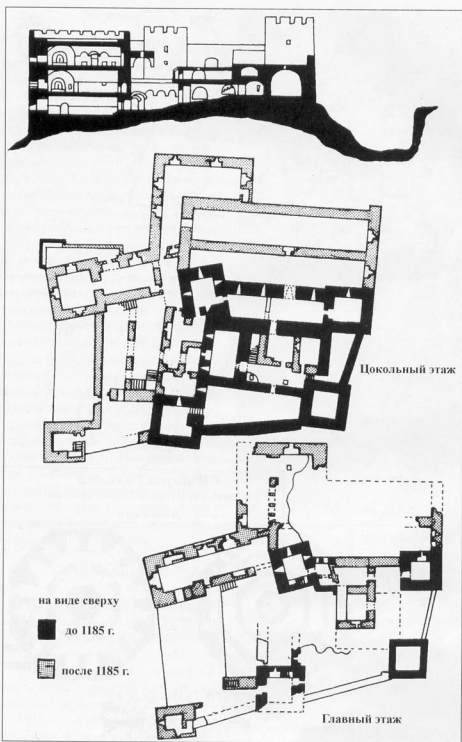 Цокольный этаж
на виде сверху
до 1185 г.
после 1185 г.
Главный этаж